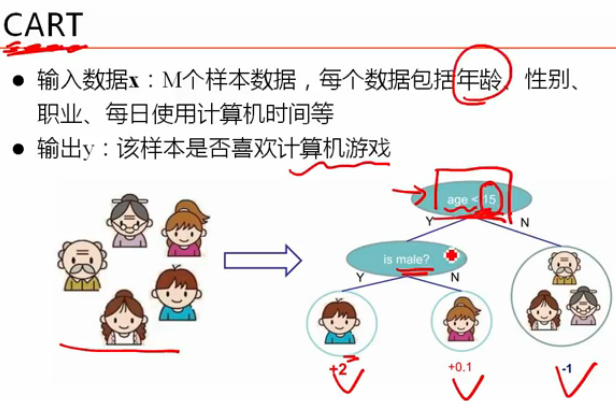 CART
● 输入数据x：M个样本数据，每个数据包括年龄、性别、
职业、每日使用计算机时间等
● 输出y：该样本是否喜欢计算机游戏
age < 15
Y
N
is male?
Y
N
+2
+0.1
-1